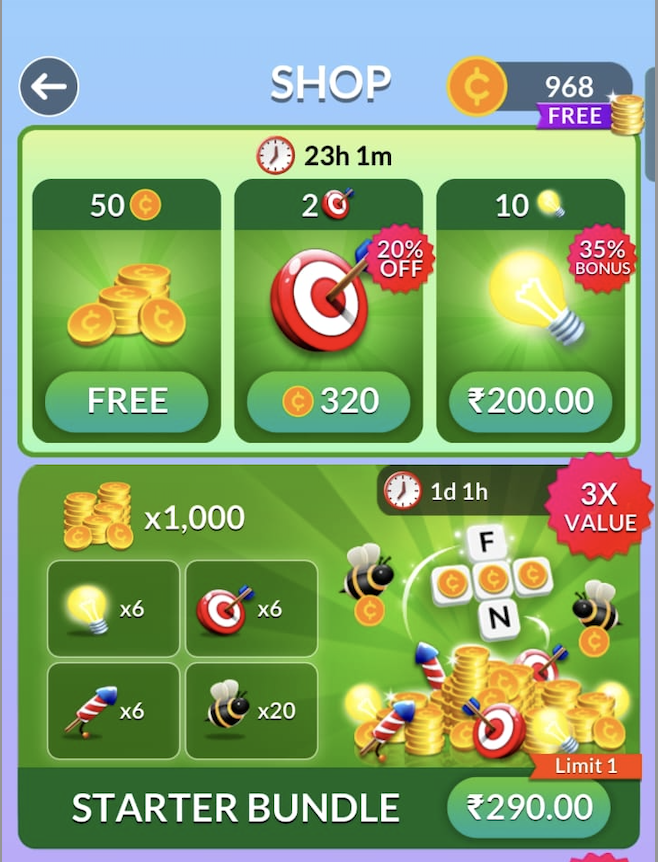 SHOP
968
FREE
23h 1m
50
2
10
20%
OFF
35%
BONUS
FREE
320
₹200.00
x1,000
1d 1h
3X
VALUE
F
N
x6
x6
x6
x20
Limit 1
STARTER BUNDLE
₹290.00